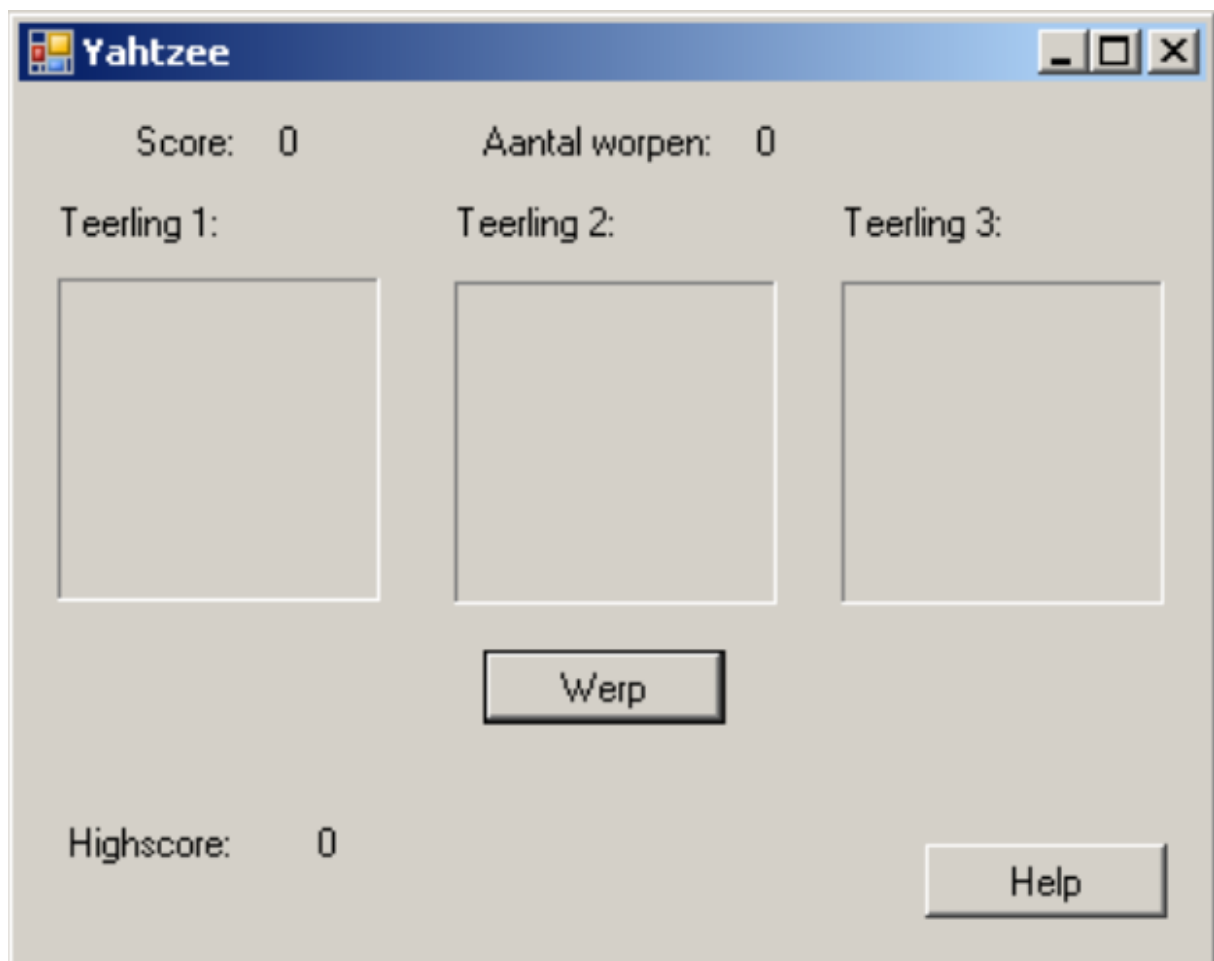 Yahtzee
Score: 0 Aantal worpen: 0
Teerling 1: Teerling 2: Teerling 3:
Werp
Highscore: 0
Help